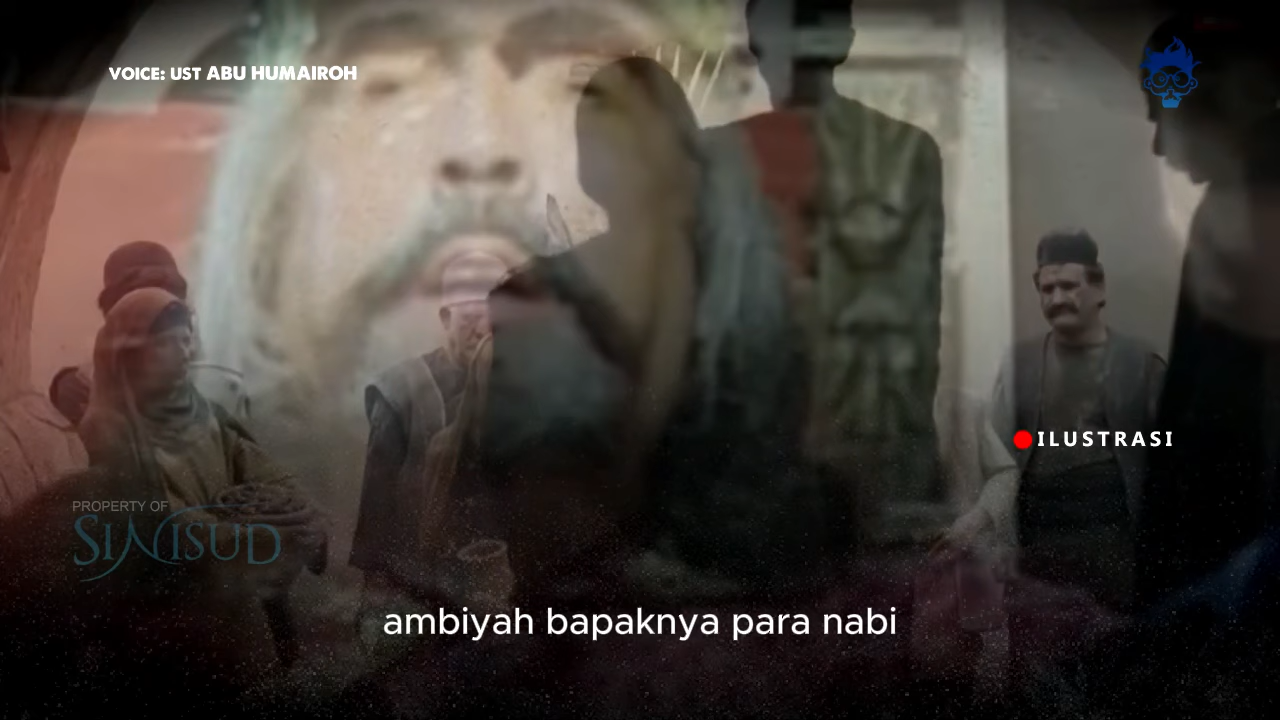 VOICE: UST ABU HUMAIROH
ILUSTRASI
PROPERTY OF
SINISUD
ambiyah bapaknya para nabi